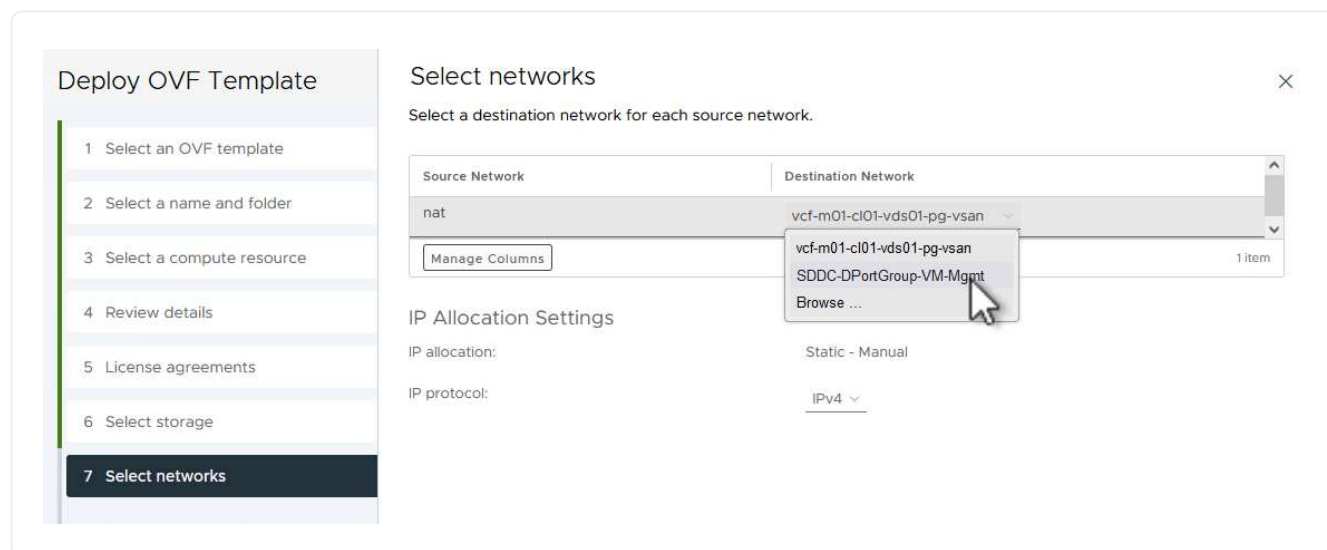 Deploy OVF Template
1 Select an OVF template
2 Select a name and folder
3 Select a compute resource
4 Review details
5 License agreements
6 Select storage
7 Select networks
Select networks
Select a destination network for each source network.
Source Network Destination Network
nat vcf-m01-cl01-vds01-pg-vsan
vcf-m01-cl01-vds01-pg-vsan
SDDC-DPortGroup-VM-Mgmt
Browse ...
Manage Columns 1 item
IP Allocation Settings
IP allocation: Static - Manual
IP protocol: IPv4